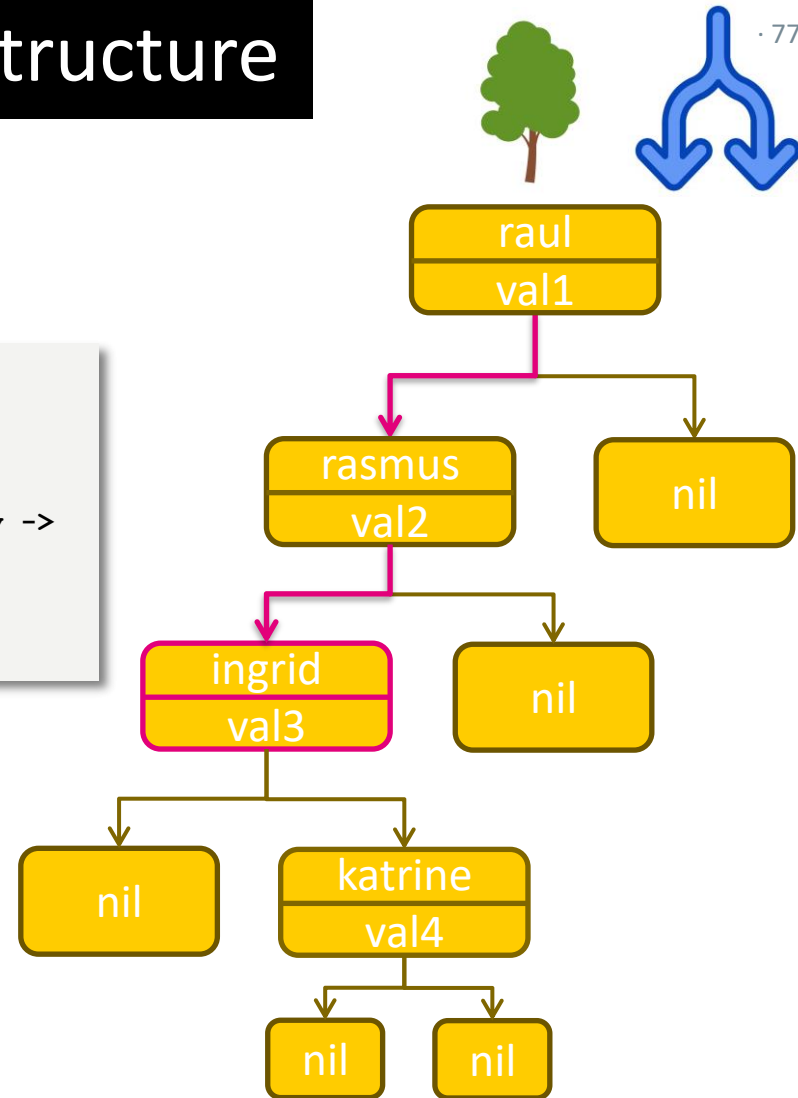 tructure
· 77
raul
val1
->
rasmus
val2
nil
ingrid
val3
nil
nil
katrine
val4
nil
nil